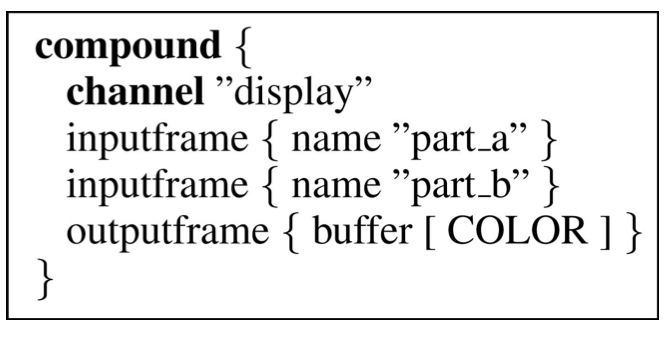 compound {
channel ”display”
inputframe { name ”part_a” }
inputframe { name ”part_b” }
outputframe { buffer [ COLOR ] }
}